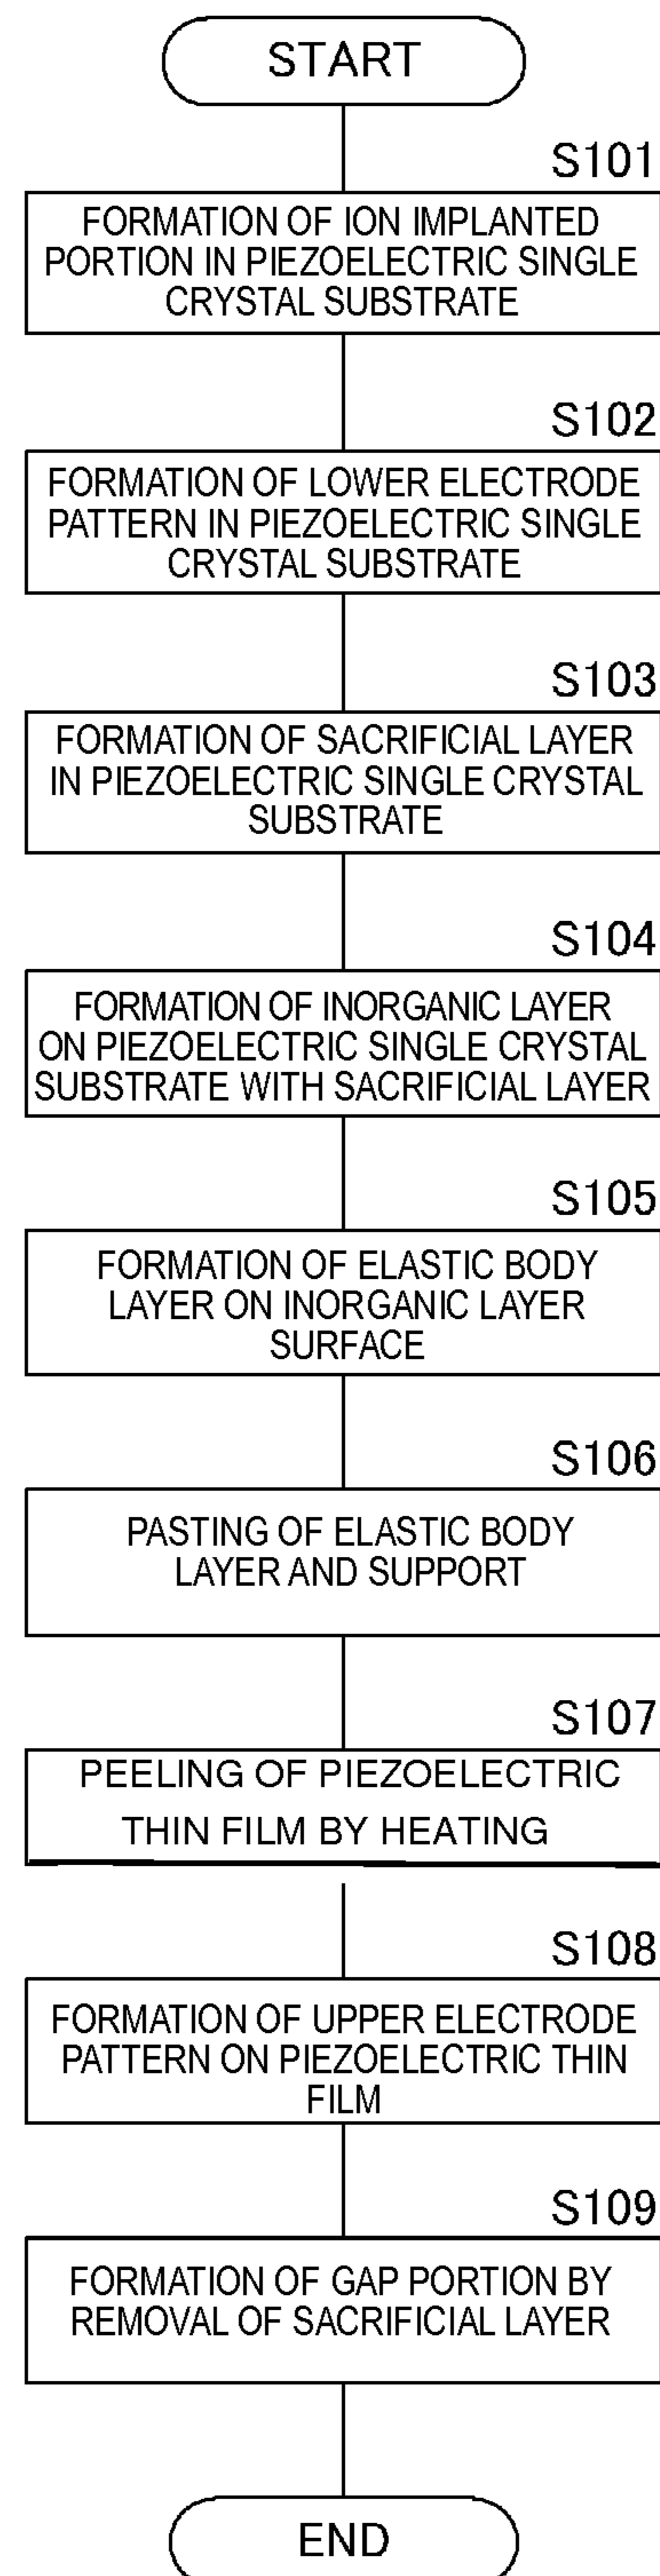 START
S101
FORMATION OF ION IMPLANTED
PORTION IN PIEZOELECTRIC SINGLE
CRYSTAL SUBSTRATE
S102
FORMATION OF LOWER ELECTRODE
PATTERN IN PIEZOELECTRIC SINGLE
CRYSTAL SUBSTRATE
S103
FORMATION OF SACRIFICIAL LAYER
IN PIEZOELECTRIC SINGLE CRYSTAL
SUBSTRATE
S104
FORMATION OF INORGANIC LAYER
ON PIEZOELECTRIC SINGLE CRYSTAL
SUBSTRATE WITH SACRIFICIAL LAYER
S105
FORMATION OF ELASTIC BODY
LAYER ON INORGANIC LAYER
SURFACE
S106
PASTING OF ELASTIC BODY
LAYER AND SUPPORT
S107
PEELING OF PIEZOELECTRIC
THIN FILM BY HEATING
S108
FORMATION OF UPPER ELECTRODE
PATTERN ON PIEZOELECTRIC THIN
FILM
S109
FORMATION OF GAP PORTION BY
REMOVAL OF SACRIFICIAL LAYER
END